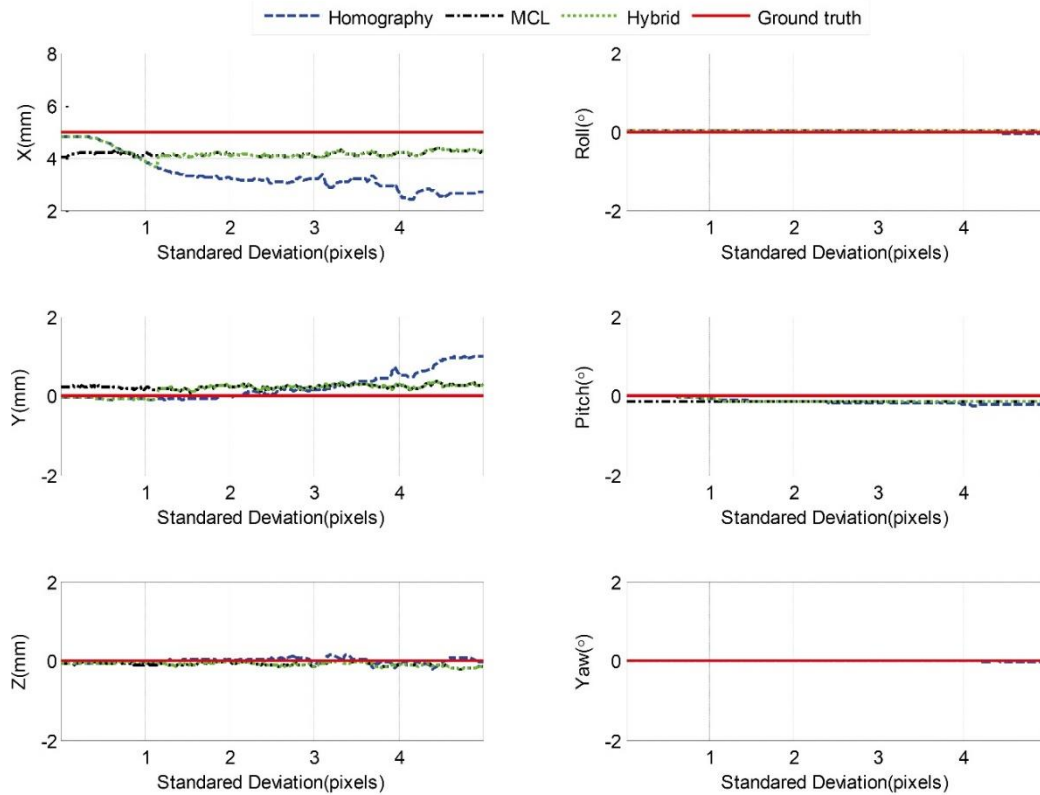 Homography MCL Hybrid Ground truth
8
6
4
2
X(mm)
1 2 3 4
Standared Deviation(pixels)
2
0
-2
Roll(°)
1 2 3 4
Standared Deviation(pixels)
2
0
-2
Y(mm)
1 2 3 4
Standared Deviation(pixels)
2
0
-2
Pitch(°)
1 2 3 4
Standared Deviation(pixels)
2
0
-2
Z(mm)
1 2 3 4
Standared Deviation(pixels)
2
0
-2
Yaw(°)
1 2 3 4
Standared Deviation(pixels)